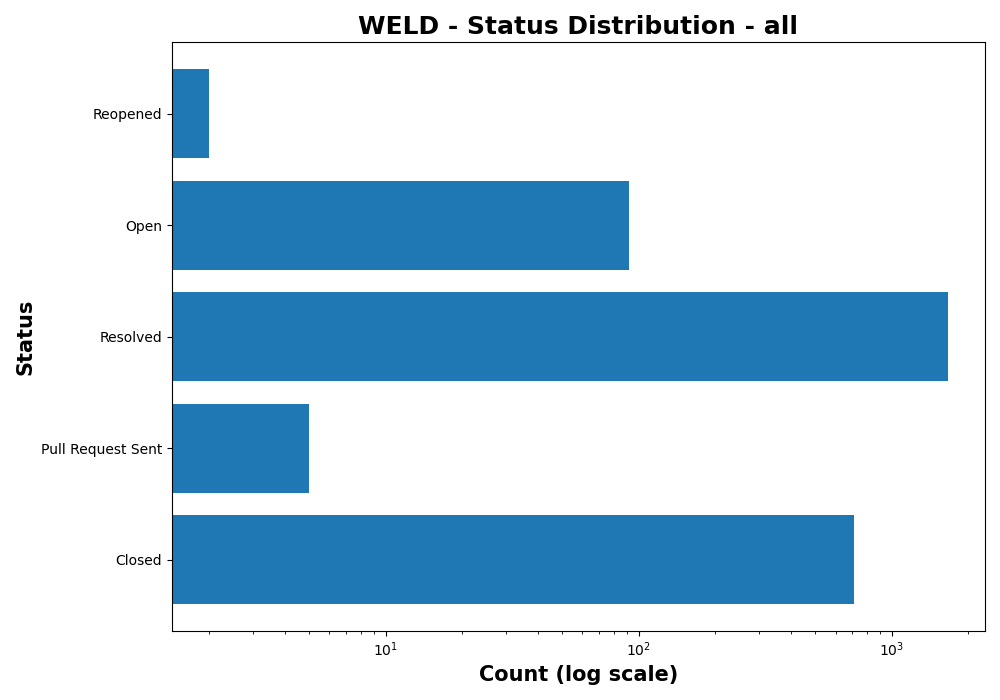 WELD - Status Distribution - all
Reopened
Open
Resolved
Pull Request Sent
Closed
Status
10¹ 10² 10³
Count (log scale)